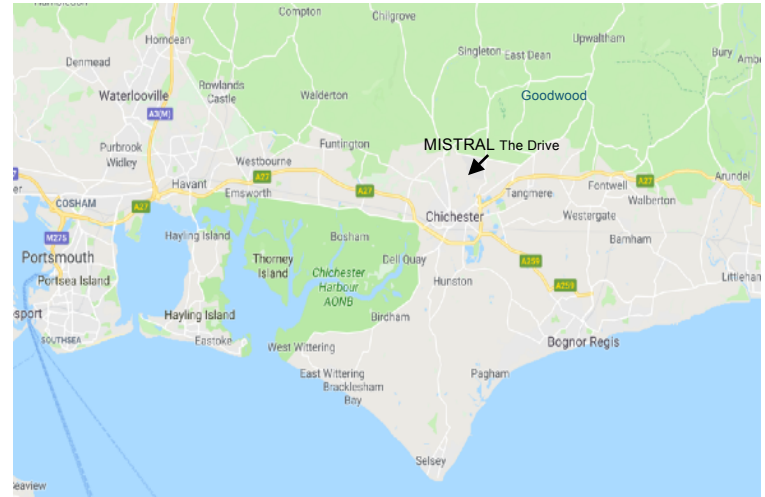 Compton
Chilgrove
Upwaltham
Horndean
Singleton
East Dean
Bury
Denmead
Rowlands
Castle
Waterlooville
Walderton
Goodwood
A3(M)
Purbrook
Funtington
MISTRAL The Drive
Widley
Westbourne
A27
Havant
Emsworth
A27
Tangmere
Fontwell
A27
Arundel
Walberton
COSHAM
A27
Chichester
Westergate
M275
Hayling Island
Bosham
Barnham
Portsmouth
Thorney
Island
Dell Quay
A259
Portsea Island
Chichester
Harbour
AONB
Hunston
A259
Hayling Island
Birdham
SOUTHSEA
Eastoke
West Wittering
Bognor Regis
East Wittering
Bracklesham
Bay
Pagham
Selsey